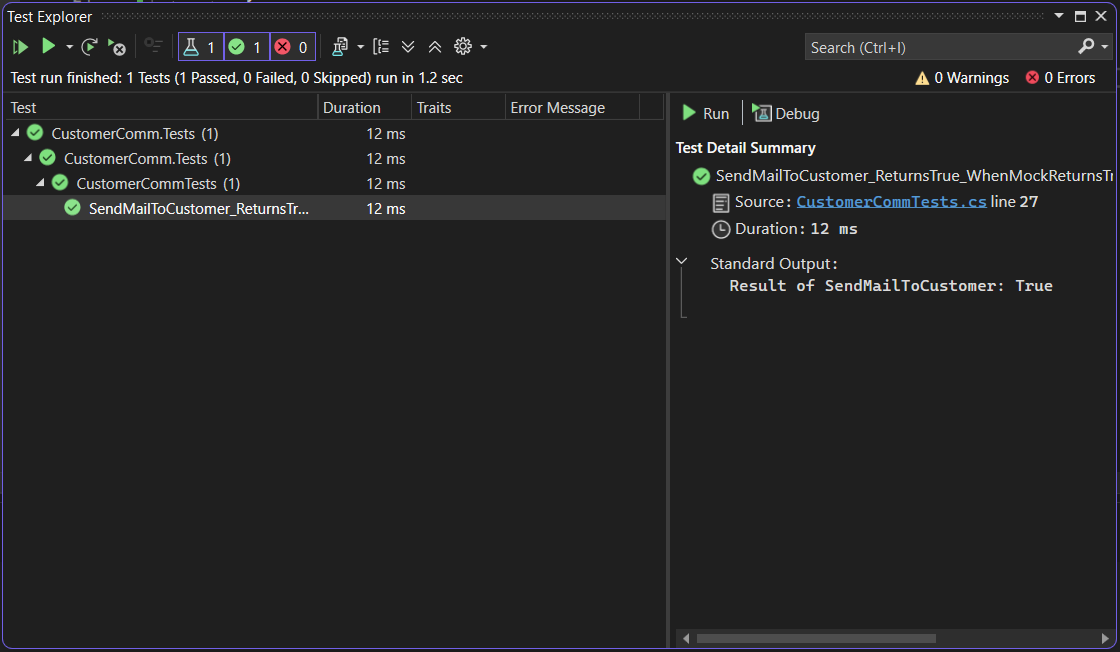 Test Explorer
1 1 0
Search (Ctrl+I)
Test run finished: 1 Tests (1 Passed, 0 Failed, 0 Skipped) run in 1.2 sec
0 Warnings 0 Errors
Test Duration Traits Error Message
CustomerComm.Tests (1) 12 ms
CustomerComm.Tests (1) 12 ms
CustomerCommTests (1) 12 ms
SendMailToCustomer_ReturnsTr... 12 ms
Run Debug
Test Detail Summary
SendMailToCustomer_ReturnsTrue_WhenMockReturnsTr
Source: CustomerCommTests.cs line 27
Duration: 12 ms
Standard Output:
Result of SendMailToCustomer: True